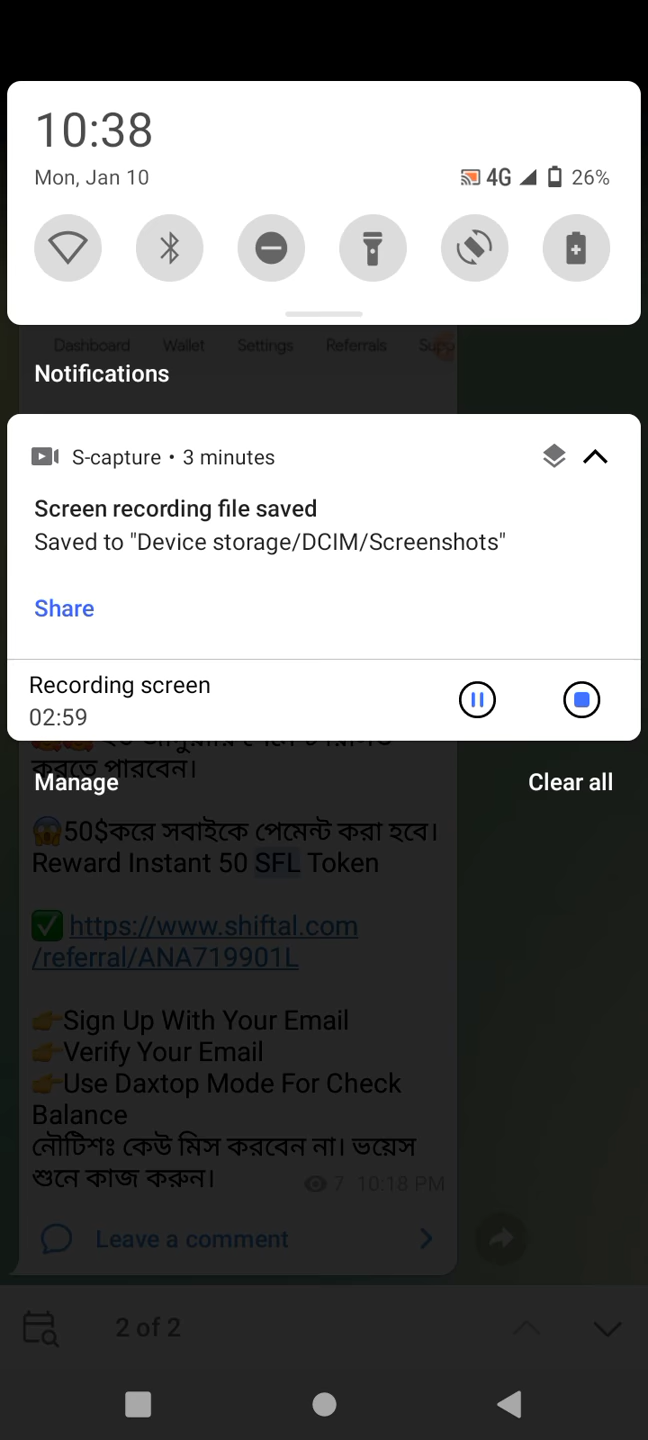 10:38
Mon, Jan 10
4G 26%
Dashboard Wallet Settings Referrals
Notifications
S-capture • 3 minutes
Screen recording file saved
Saved to "Device storage/DCIM/Screenshots"
Share
Recording screen
02:59
করতে পারবেন।
Manage Clear all
😱50$করে সবাইকে পেমেন্ট করা হবে।
Reward Instant 50 SFL Token
✅ https://www.shiftal.com
/referral/ANA719901L
👉Sign Up With Your Email
👉Verify Your Email
👉Use Daxtop Mode For Check
Balance
নৌটিশঃ কেউ মিস করবেন না। ভয়েস
শুনে কাজ করুন।
7 10:18 PM
Leave a comment
2 of 2